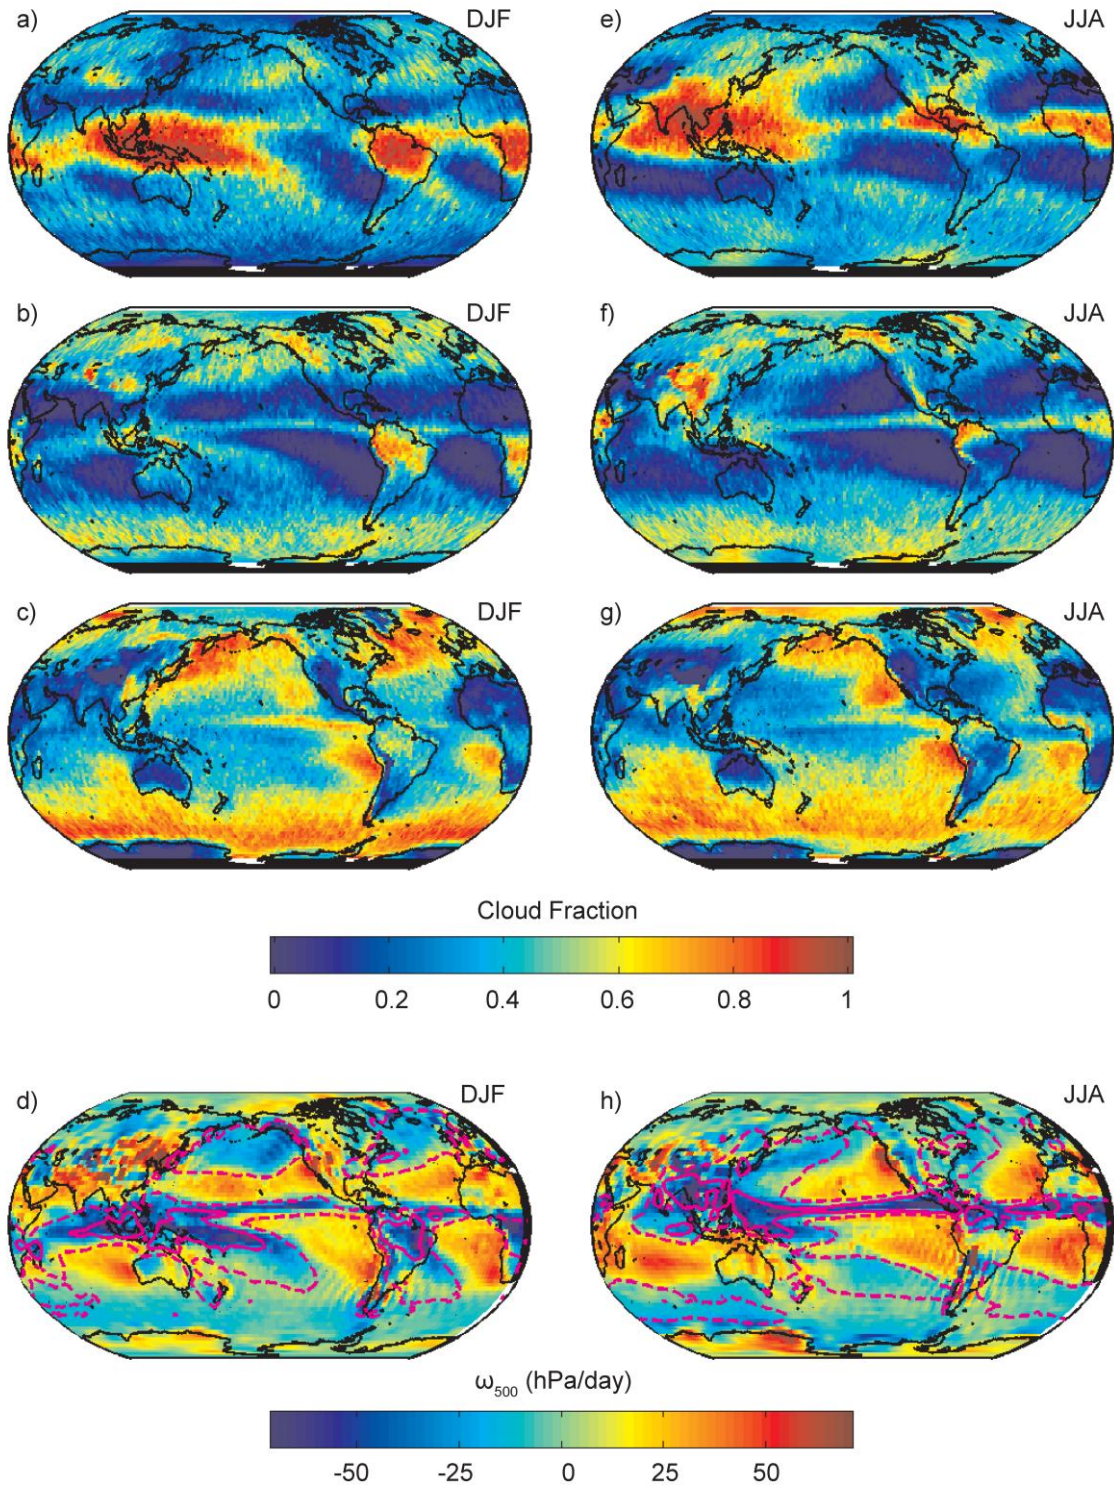 a) DJF
e) JJA
b) DJF
f) JJA
c) DJF
g) JJA
Cloud Fraction
0 0.2 0.4 0.6 0.8 1
d) DJF
h) JJA
ω500 (hPa/day)
-50 -25 0 25 50